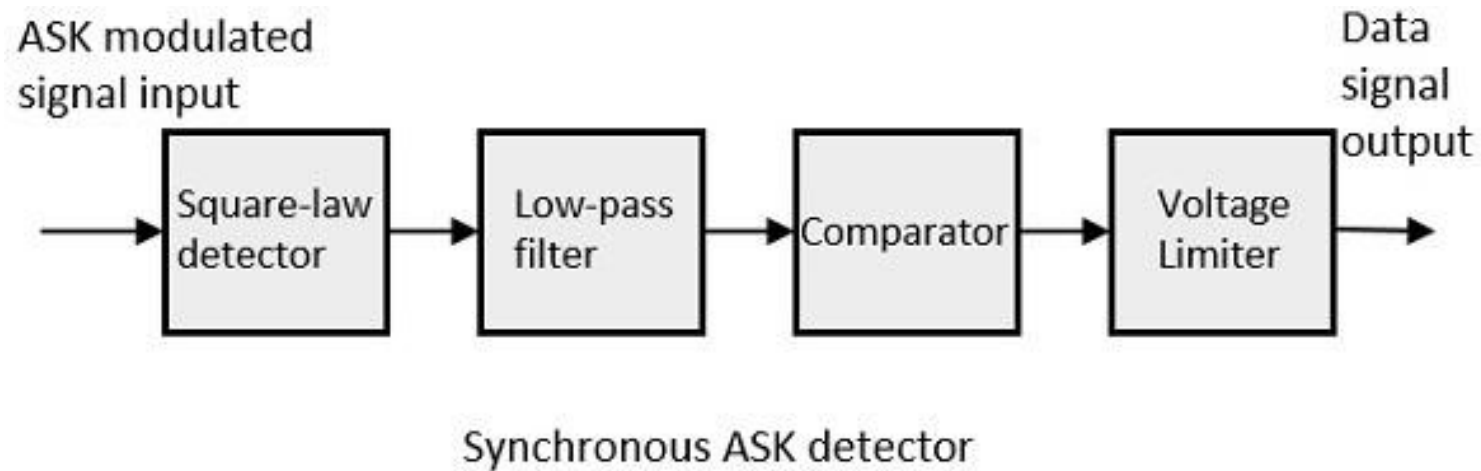 ASK modulated
signal input
Data
signal
output
Square-law
detector
Low-pass
filter
Comparator
Voltage
Limiter
Synchronous ASK detector